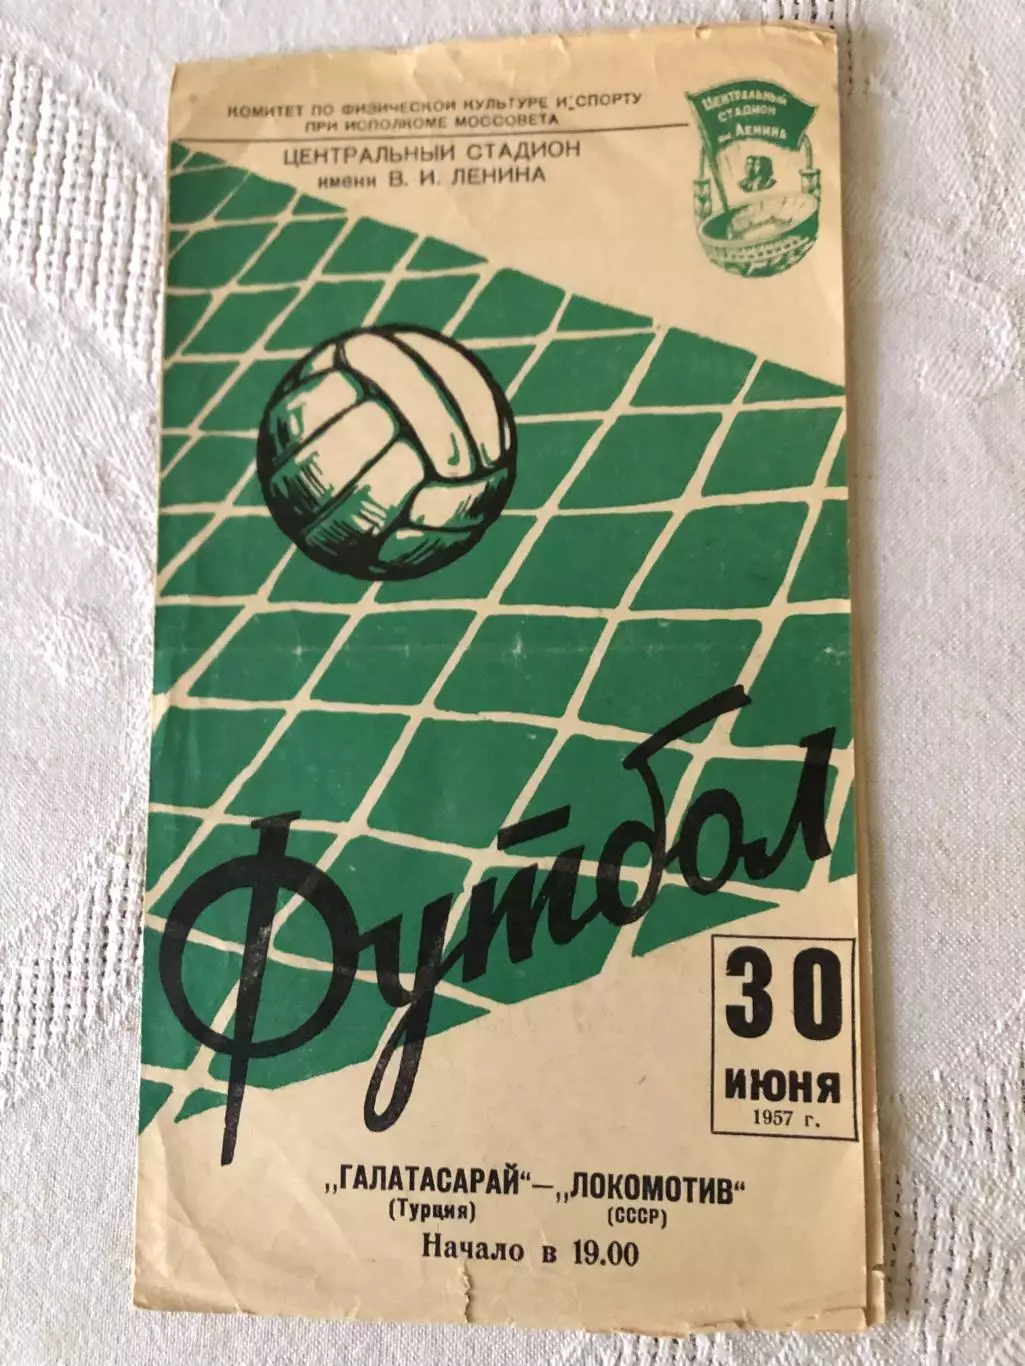 КОМИТЕТ ПО ФИЗИЧЕСКОЙ КУЛЬТУРЕ И СПОРТУ
ПРИ ИСПОЛКОМЕ МОССОВЕТА
ЦЕНТРАЛЬНЫЙ СТАДИОН
имени В. И. ЛЕНИНА
ЦЕНТРАЛЬНЫЙ
СТАДИОН
им. ЛЕНИНА
Футбол
30
ИЮНЯ
1957 г.
„ГАЛАТАСАРАЙ“—„ЛОКОМОТИВ“
(Турция) (СССР)
Начало в 19.00